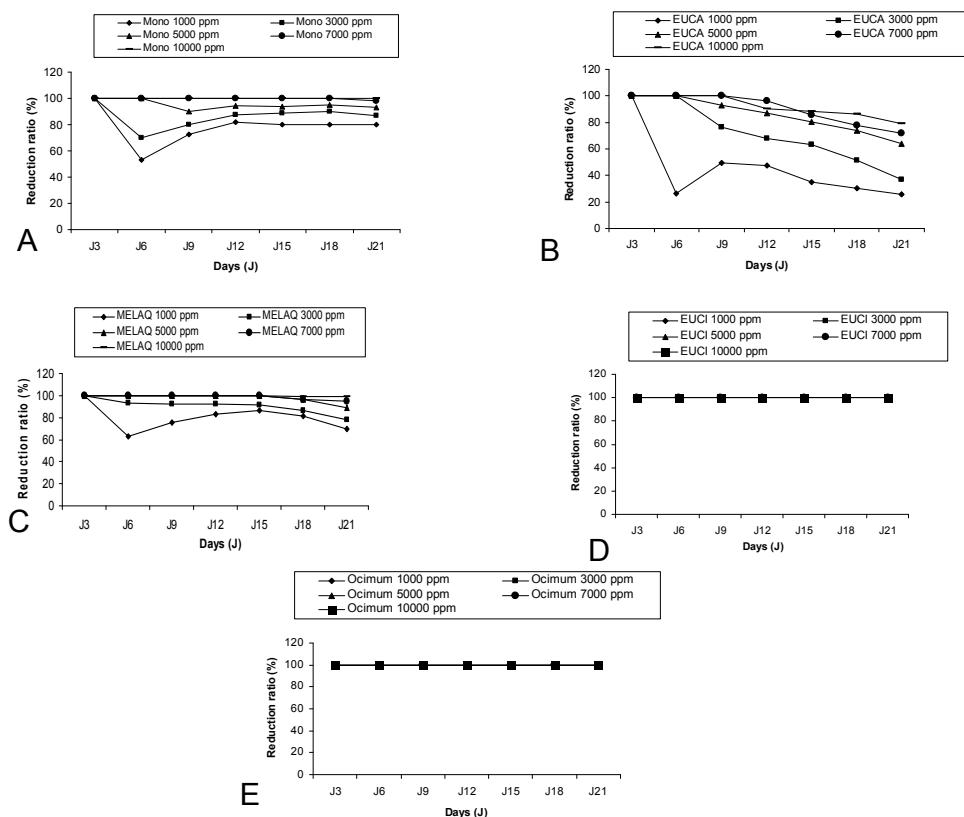 Mono 1000 ppm Mono 3000 ppm
Mono 5000 ppm Mono 7000 ppm
Mono 10000 ppm
Reduction ratio (%)
120
100
80
60
40
20
0
J3 J6 J9 J12 J15 J18 J21
Days (J)
A
EUCA 1000 ppm EUCA 3000 ppm
EUCA 5000 ppm EUCA 7000 ppm
EUCA 10000 ppm
Reduction ratio (%)
120
100
80
60
40
20
0
J3 J6 J9 J12 J15 J18 J21
Days (J)
B
MELAQ 1000 ppm MELAQ 3000 ppm
MELAQ 5000 ppm MELAQ 7000 ppm
MELAQ 10000 ppm
Reduction ratio (%)
120
100
80
60
40
20
0
J3 J6 J9 J12 J15 J18 J21
Days (J)
C
EUCI 1000 ppm EUCI 3000 ppm
EUCI 5000 ppm EUCI 7000 ppm
EUCI 10000 ppm
Reduction ratio (%)
120
100
80
60
40
20
0
J3 J6 J9 J12 J15 J18 J21
Days (J)
D
Ocimum 1000 ppm Ocimum 3000 ppm
Ocimum 5000 ppm Ocimum 7000 ppm
Ocimum 10000 ppm
Reduction ratio (%)
120
100
80
60
40
20
0
J3 J6 J9 J12 J15 J18 J21
Days (J)
E